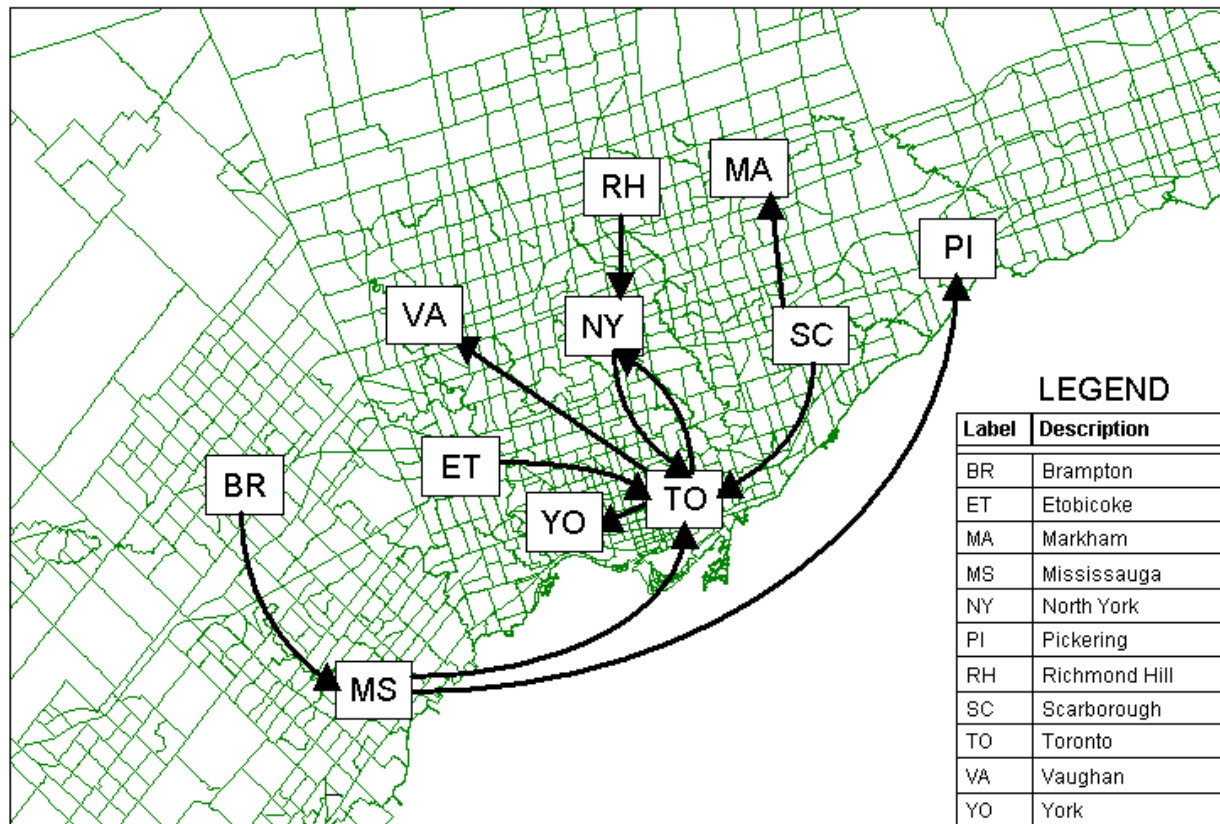 MA
RH
PI
VA
NY
SC
ET
BR
TO
YO
MS
LEGEND
Label Description
BR Brampton
ET Etobicoke
MA Markham
MS Mississauga
NY North York
PI Pickering
RH Richmond Hill
SC Scarborough
TO Toronto
VA Vaughan
YO York